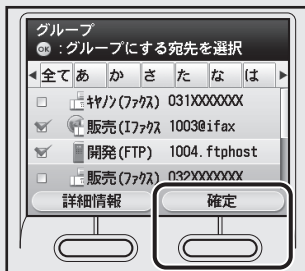 グループ
OK : グループにする宛先を選択
全て あ か さ た な は
ｷﾔﾉﾝ(ﾌｧｸｽ) 031XXXXXXX
販売(Iﾌｧｸｽ 1003@ifax
開発(FTP) 1004.ftphost
販売(ﾌｧｸｽ) 032XXXXXXX
詳細情報 確定